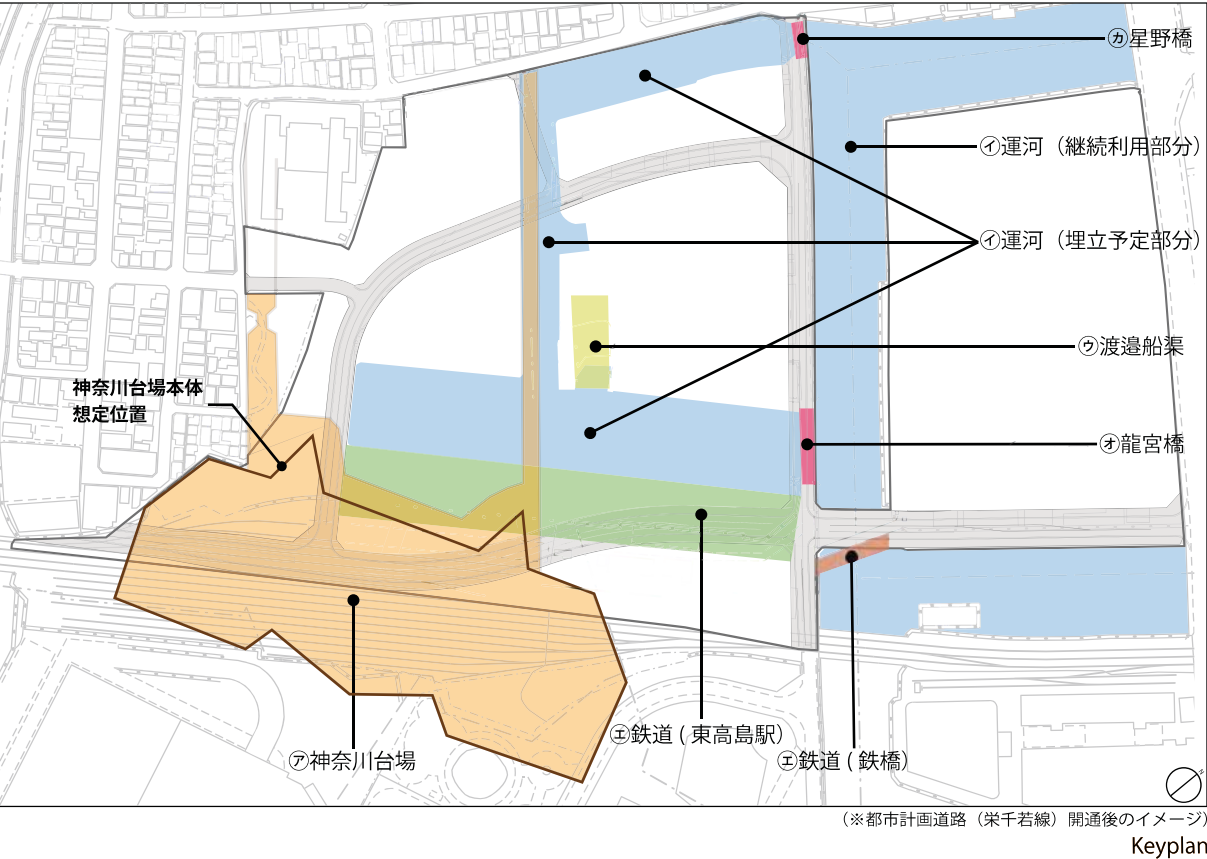 ㋕星野橋
㋑運河（継続利用部分）
㋑運河（埋立予定部分）
㋒渡邉船渠
神奈川台場本体
想定位置
㋔龍宮橋
㋓鉄道(東高島駅）
㋐神奈川台場
㋓鉄道(鉄橋）
（※都市計画道路（栄千若線）開通後のイメージ）
Keyplan